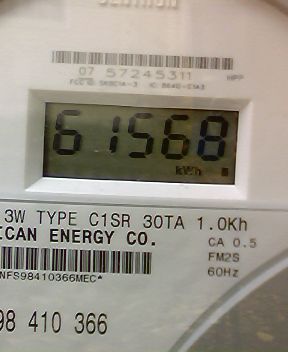 07 57245311
HPP
61568
kWh
3W TYPE C1SR 30TA 1.0Kh
ICAN ENERGY CO.
CA 0.5
FM2S
60Hz
NFS98410366MEC*
98 410 366